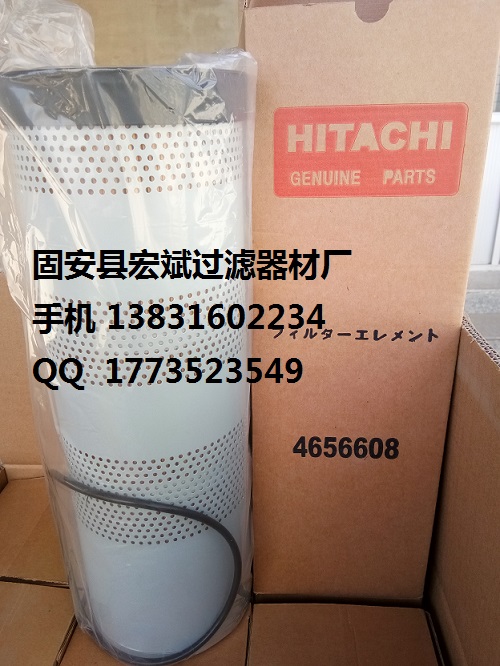 HITACHI
GENUINE PARTS
固安县宏斌过滤器材厂
手机 13831602234
フィルターエレメント
QQ 1773523549
4656608